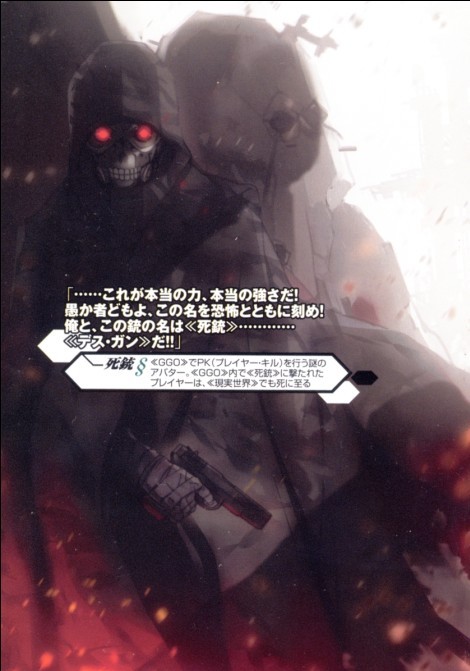 「……これが本当の力、本当の強さだ!
愚か者どもよ、この名を恐怖とともに刻め!
俺と、この銃の名は≪死銃≫…………
≪デス・ガン≫だ!!」
死銃§
≪GGO≫でPK(プレイヤー・キル)を行う謎の
アバター。≪GGO≫内で≪死銃≫に撃たれた
プレイヤーは、≪現実世界≫でも死に至る